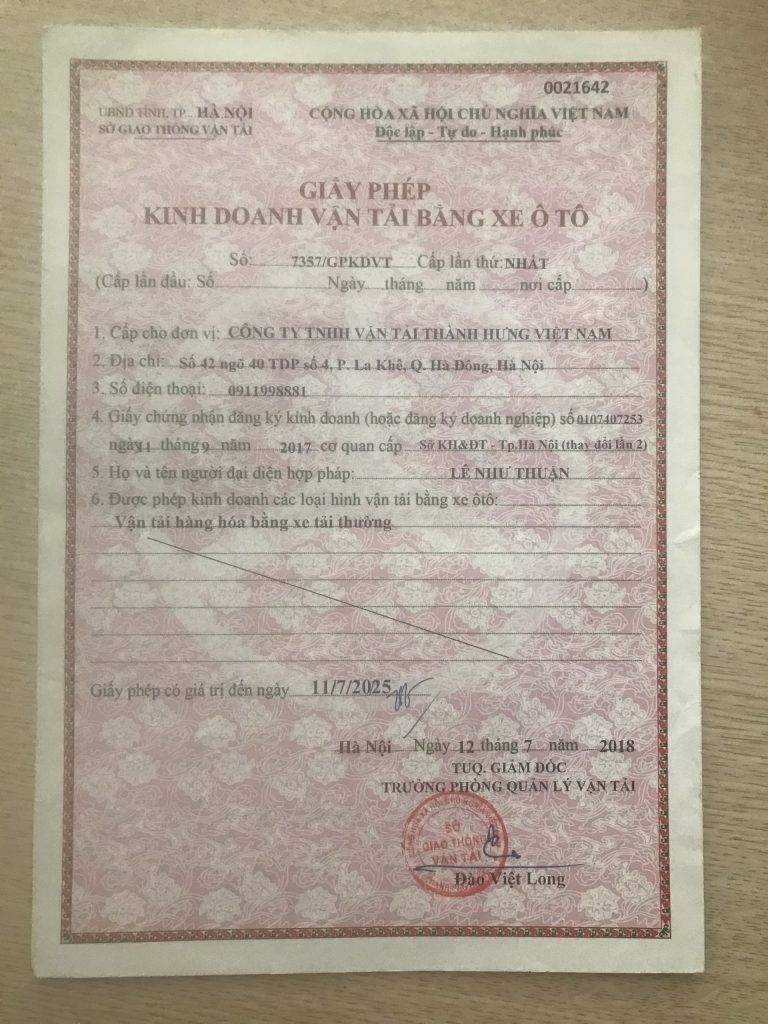 0021642
UBND TỈNH, TP.. HÀ NỘI
CỘNG HÒA XÃ HỘI CHỦ NGHĨA VIỆT NAM
SỞ GIAO THÔNG VẬN TẢI
Độc lập - Tự do - Hạnh phúc
GIẤY PHÉP
KINH DOANH VẬN TẢI BẰNG XE Ô TÔ
Số: 7357/GPKDVT Cấp lần thứ: NHẤT
(Cấp lần đầu: Số Ngày tháng năm nơi cấp )
1. Cấp cho đơn vị: CÔNG TY TNHH VẬN TẢI THÀNH HƯNG VIỆT NAM
2. Địa chỉ: Số 42 ngõ 40 TDP số 4, P. La Khê, Q. Hà Đông, Hà Nội
3. Số điện thoại: 0911998881
4. Giấy chứng nhận đăng ký kinh doanh (hoặc đăng ký doanh nghiệp) số 0107407253
ngày 11 tháng 9 năm 2017 cơ quan cấp Sở KH&ĐT - Tp.Hà Nội (thay đổi lần 2)
5. Họ và tên người đại diện hợp pháp: LÊ NHƯ THUẬN
6. Được phép kinh doanh các loại hình vận tải bằng xe ôtô:
Vận tải hàng hóa bằng xe tải thường
Giấy phép có giá trị đến ngày 11/7/2025
Hà Nội Ngày 12 tháng 7 năm 2018
TUQ. GIÁM ĐỐC
TRƯỞNG PHÒNG QUẢN LÝ VẬN TẢI
SỞ
GIAO THÔNG
VẬN TẢI
Đào Việt Long